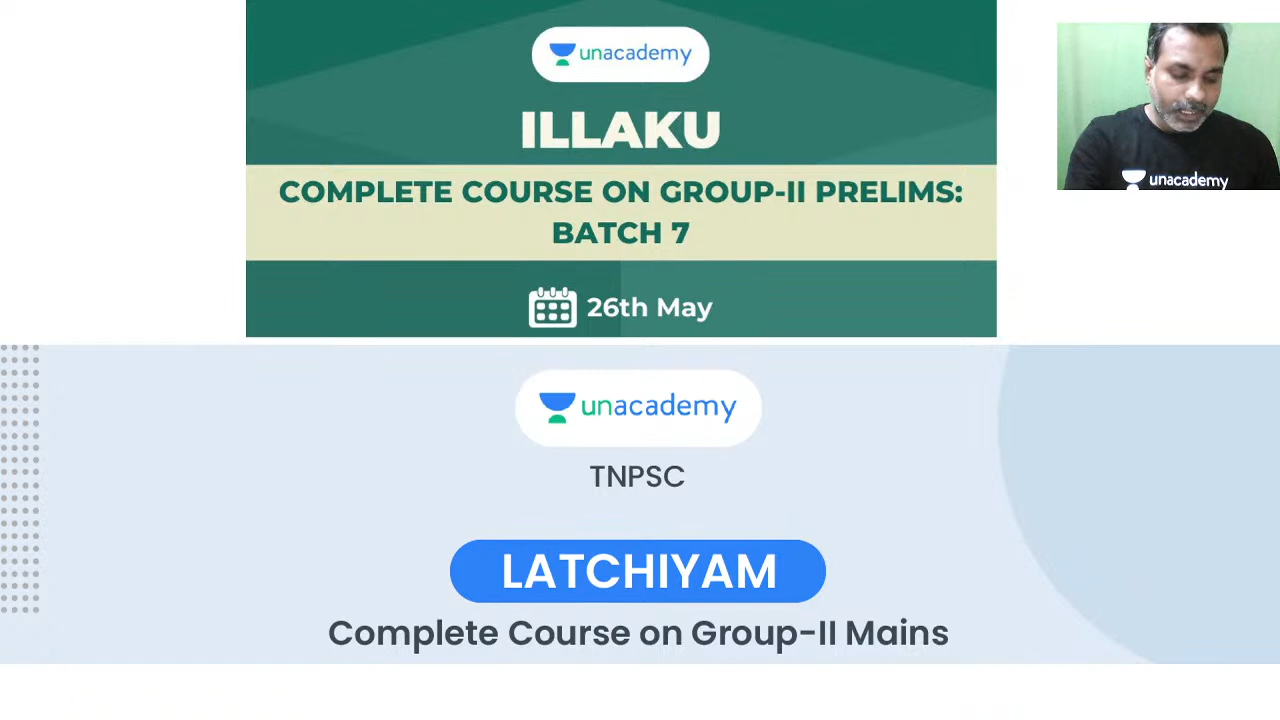 unacademy
ILLAKU
COMPLETE COURSE ON GROUP-II PRELIMS:
BATCH 7
26th May
unacademy
unacademy
TNPSC
LATCHIYAM
Complete Course on Group-II Mains